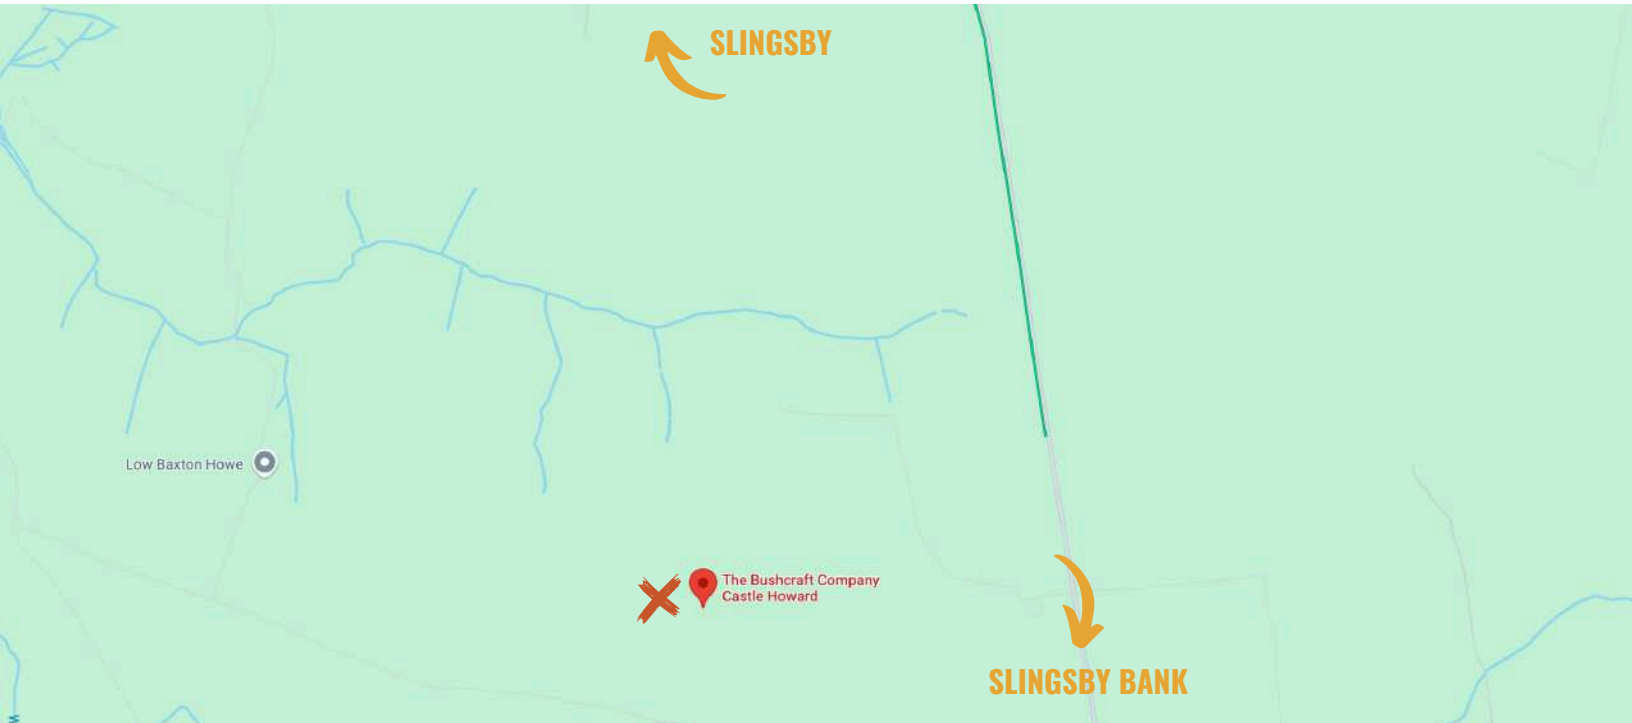 SLINGSBY
Low Baxton Howe
The Bushcraft Company
Castle Howard
SLINGSBY BANK